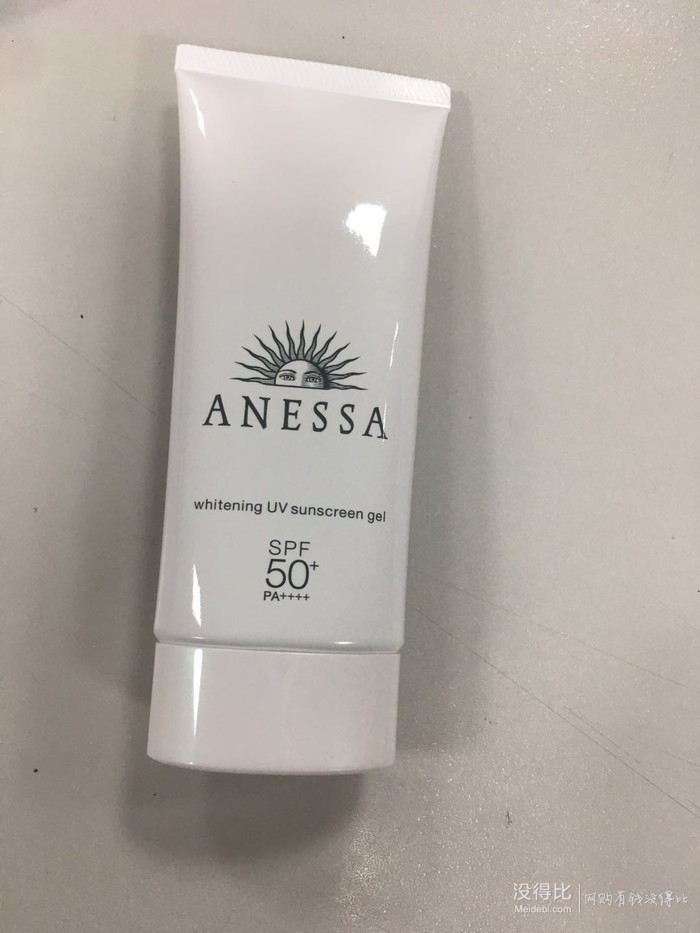 ANESSA
whitening UV sunscreen gel
SPF
50+
PA++++
没得比
Meidebi.com
网购有钱没得比